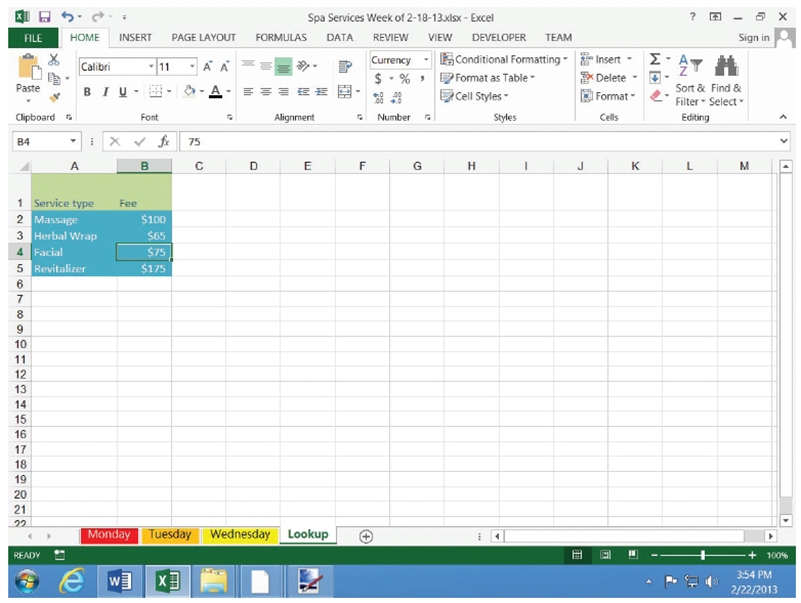 Spa Services Week of 2-18-13.xlsx - Excel
FILE HOME INSERT PAGE LAYOUT FORMULAS DATA REVIEW VIEW DEVELOPER TEAM Sign in
Calibri 11 A A Currency Conditional Formatting Insert Σ A Z
Paste $ % , Format as Table Delete Sort & Find &
B I U A .00 Cell Styles Format Filter Select
Clipboard Font Alignment Number Styles Cells Editing
B4 fx 75
A B C D E F G H I J K L M
1 Service type Fee
2 Massage $100
3 Herbal Wrap $65
4 Facial $75
5 Revitalizer $175
6
7
8
9
10
11
12
13
14
15
16
17
18
19
20
21
22
Monday Tuesday Wednesday Lookup
READY 100%
3:54 PM
2/22/2013